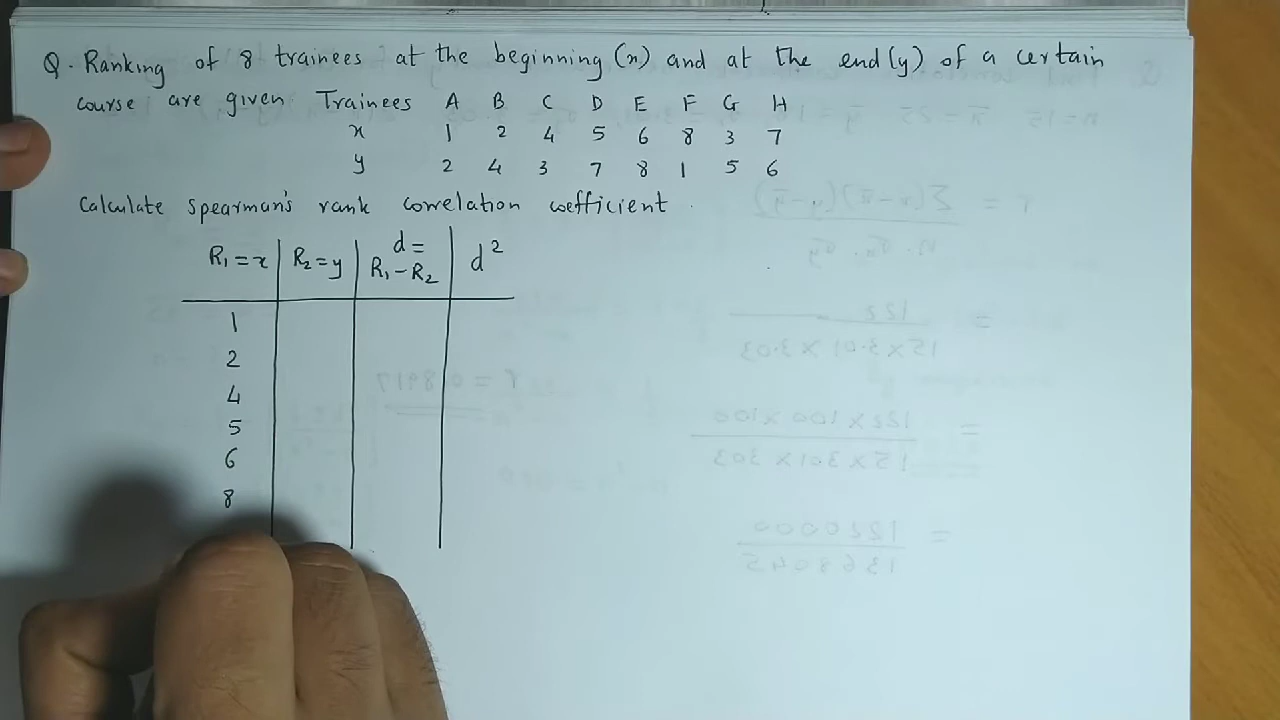 Q. Ranking of 8 trainees at the beginning (x) and at the end (y) of a certain
course are given Trainees A B C D E F G H
x 1 2 4 5 6 8 3 7
y 2 4 3 7 8 1 5 6
Calculate spearman's rank correlation coefficient.
R₁=x R₂=y d= R₁-R₂ d²
1
2
4
5
6
8